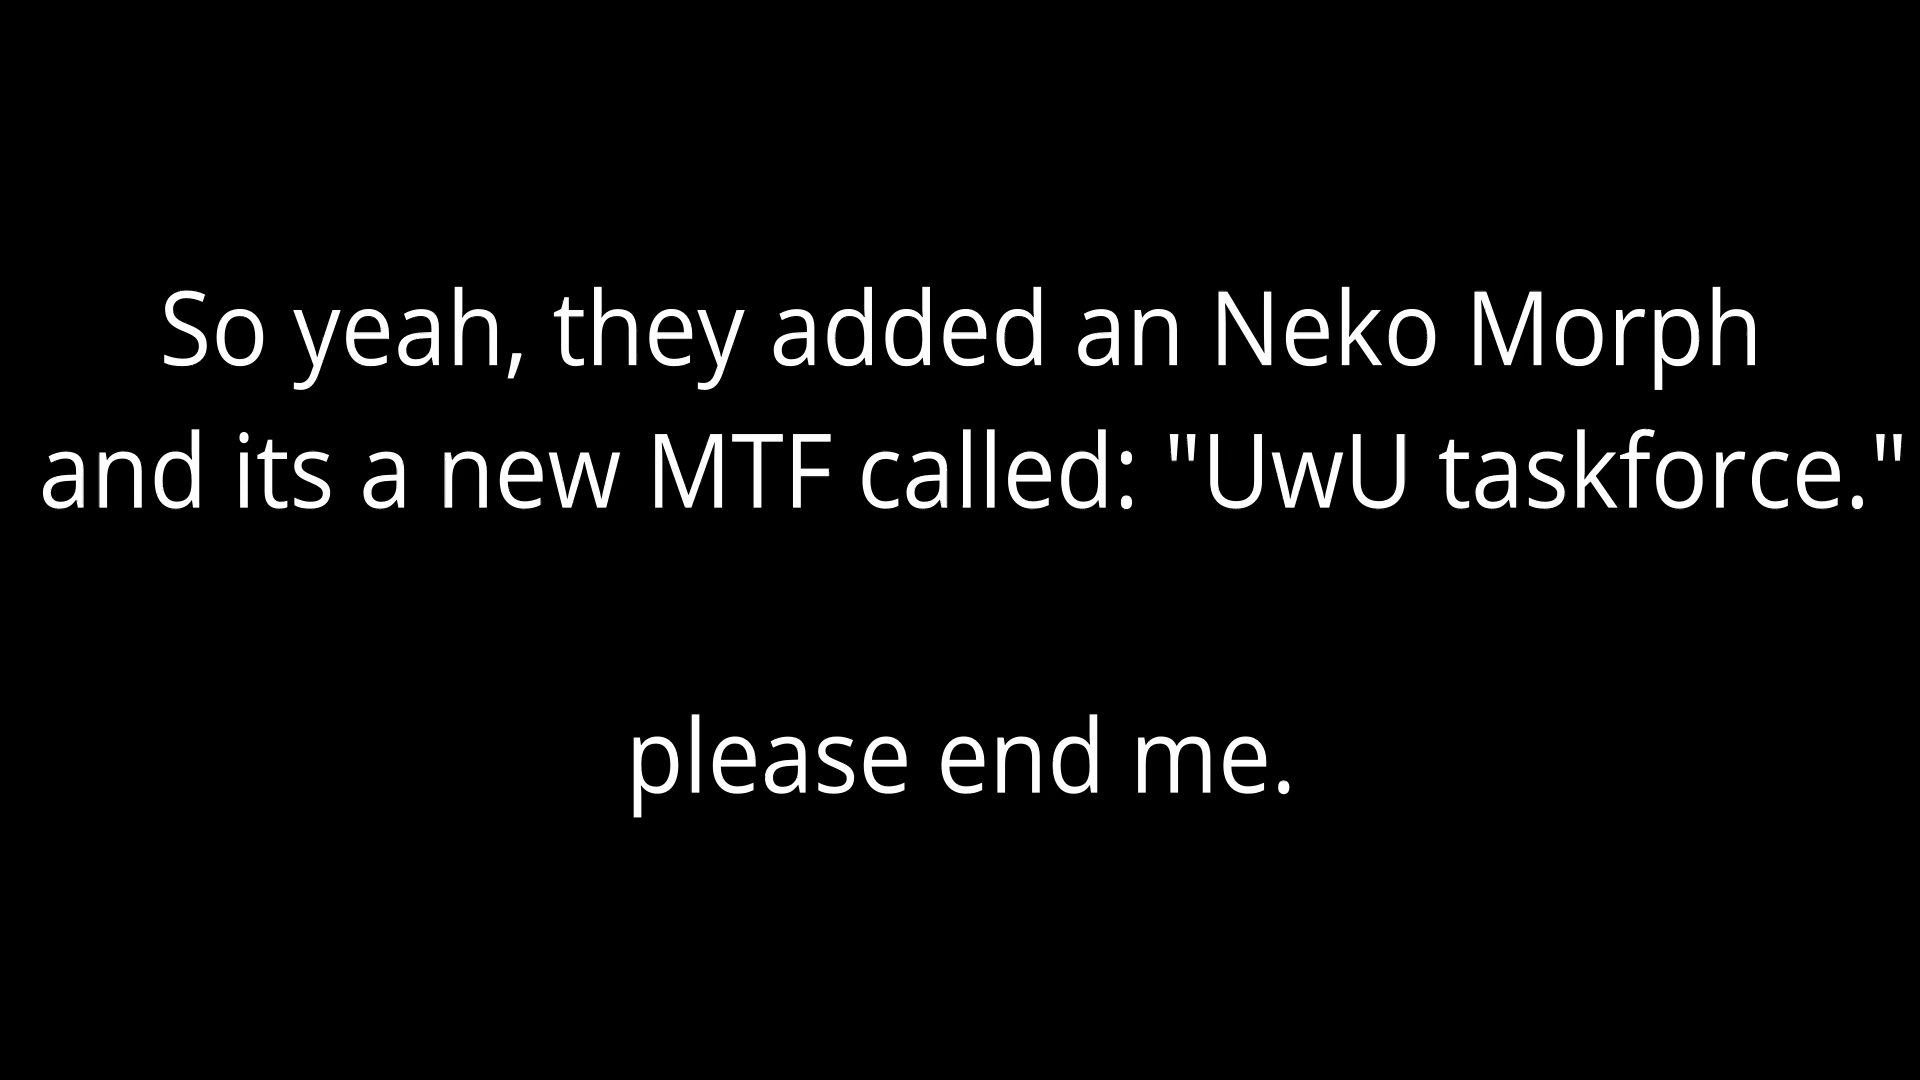 So yeah, they added an Neko Morph
and its a new MTF called: "UwU taskforce."
please end me.